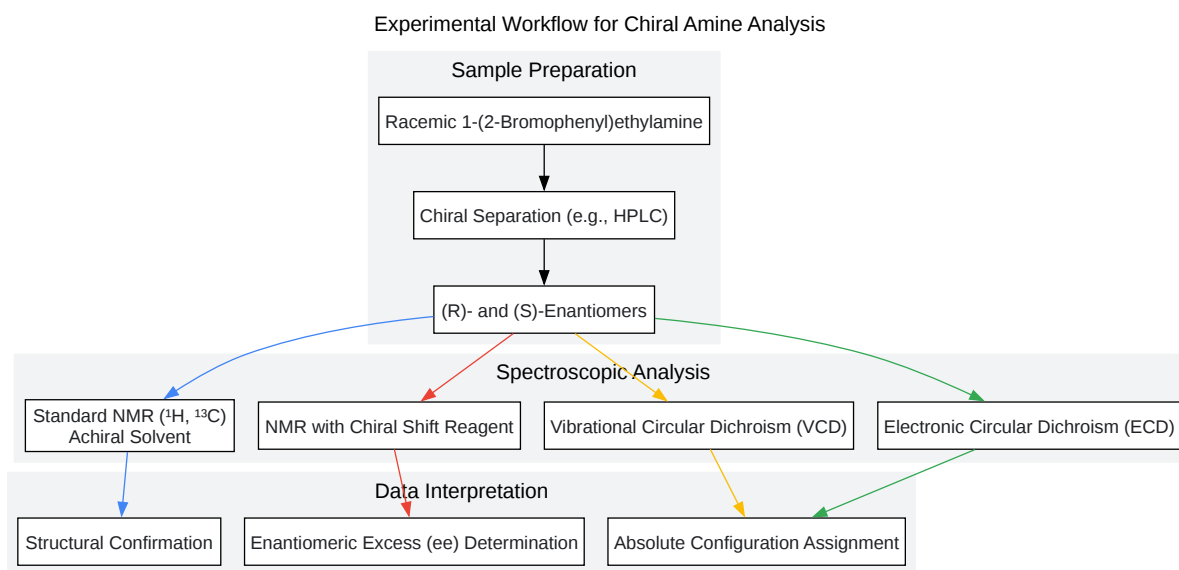 Experimental Workflow for Chiral Amine Analysis
Sample Preparation
Racemic 1-(2-Bromophenyl)ethylamine
Chiral Separation (e.g., HPLC)
(R)- and (S)-Enantiomers
Spectroscopic Analysis
Standard NMR (¹H, ¹³C)
Achiral Solvent
NMR with Chiral Shift Reagent
Vibrational Circular Dichroism (VCD)
Electronic Circular Dichroism (ECD)
Data Interpretation
Structural Confirmation
Enantiomeric Excess (ee) Determination
Absolute Configuration Assignment